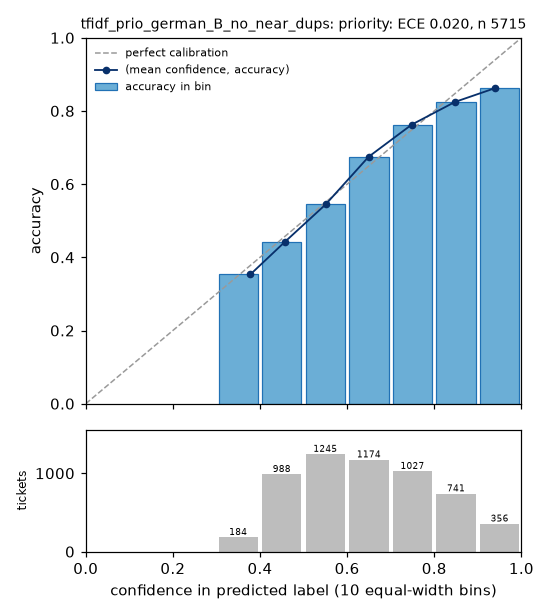 tfidf_prio_german_B_no_near_dups: priority: ECE 0.020, n 5715
perfect calibration
(mean confidence, accuracy)
accuracy in bin
accuracy
1.0
0.8
0.6
0.4
0.2
0.0
tickets
1000
0
184
988
1245
1174
1027
741
356
0.0 0.2 0.4 0.6 0.8 1.0
confidence in predicted label (10 equal-width bins)